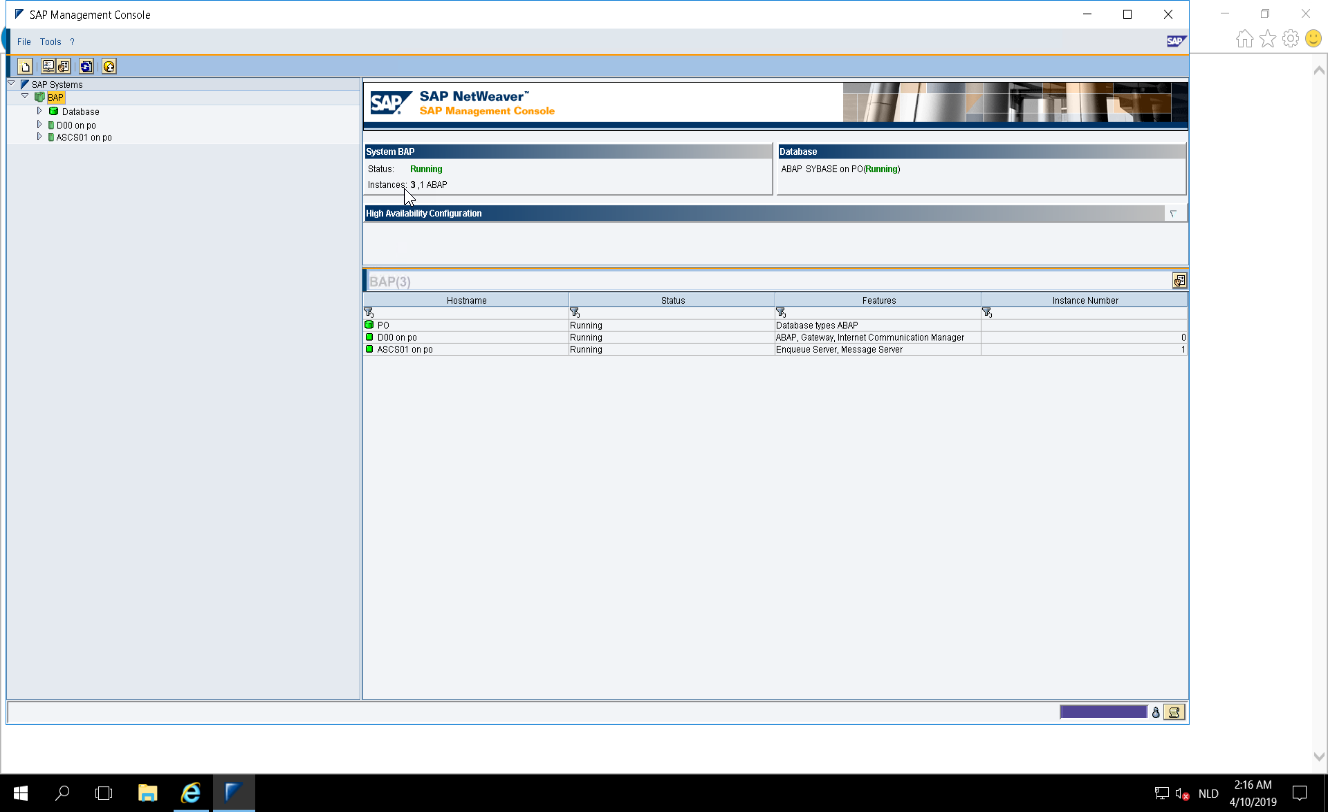 SAP Management Console
File Tools ?
SAP
SAP Systems
BAP
Database
D00 on po
ASCS01 on po
SAP
SAP NetWeaver™
SAP Management Console
System BAP
Status: Running
Instances: 3 ,1 ABAP
Database
ABAP SYBASE on PO(Running)
High Availability Configuration
BAP(3)
Hostname Status Features Instance Number
PO Running Database types ABAP
D00 on po Running ABAP, Gateway, Internet Communication Manager 0
ASCS01 on po Running Enqueue Server, Message Server 1
NLD
2:16 AM
4/10/2019